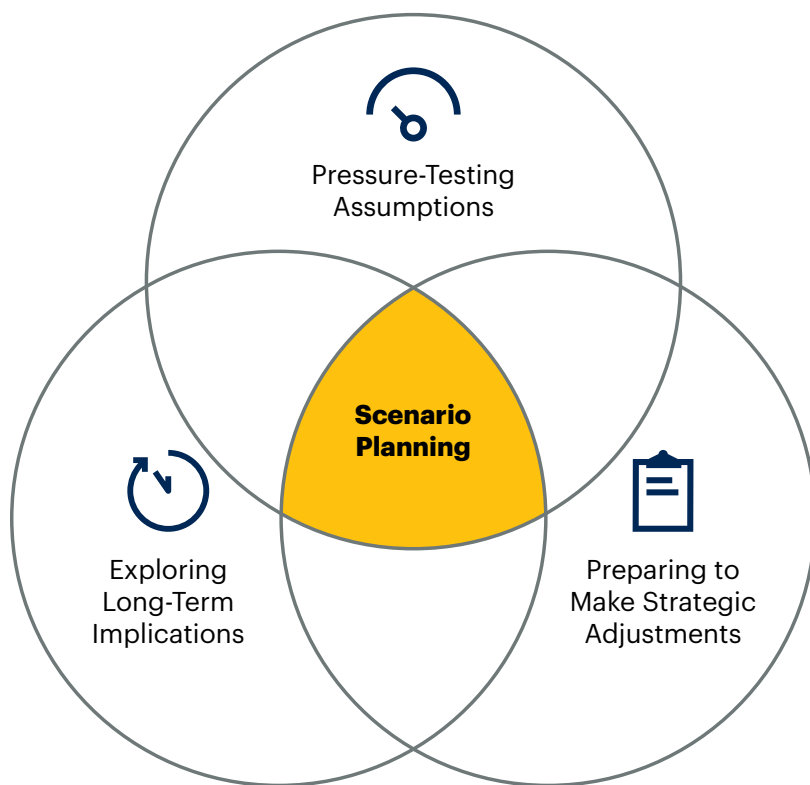 Pressure-Testing
Assumptions
Scenario
Planning
Exploring
Long-Term
Implications
Preparing to
Make Strategic
Adjustments